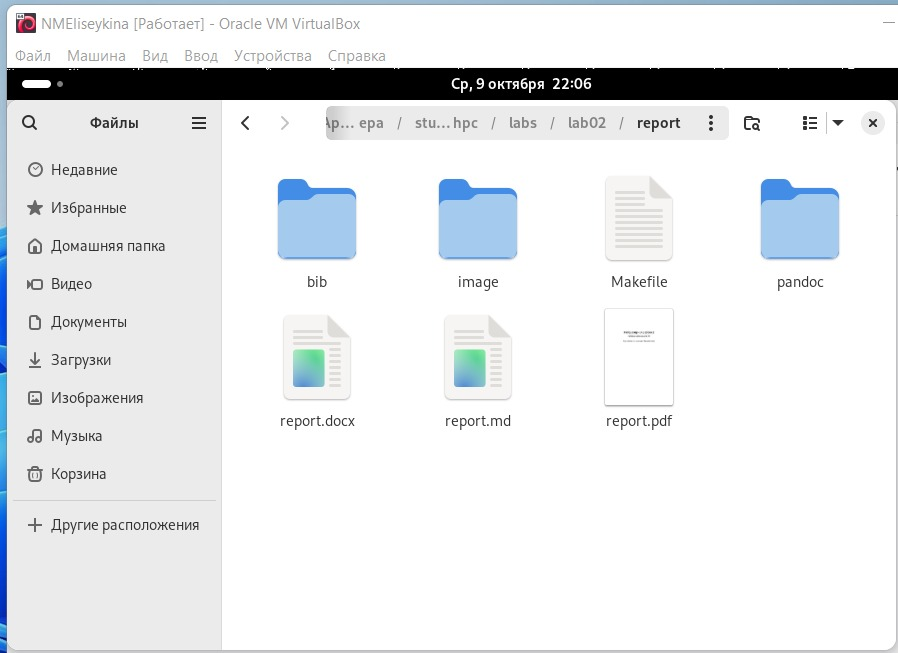 NMEliseykina [Работает] - Oracle VM VirtualBox
Файл Машина Вид Ввод Устройства Справка
Ср, 9 октября 22:06
Файлы
Ар… ера / stu…hpc / labs / lab02 / report
Недавние
Избранные
Домашняя папка
Видео
Документы
Загрузки
Изображения
Музыка
Корзина
Другие расположения
bib image Makefile pandoc
report.docx report.md report.pdf